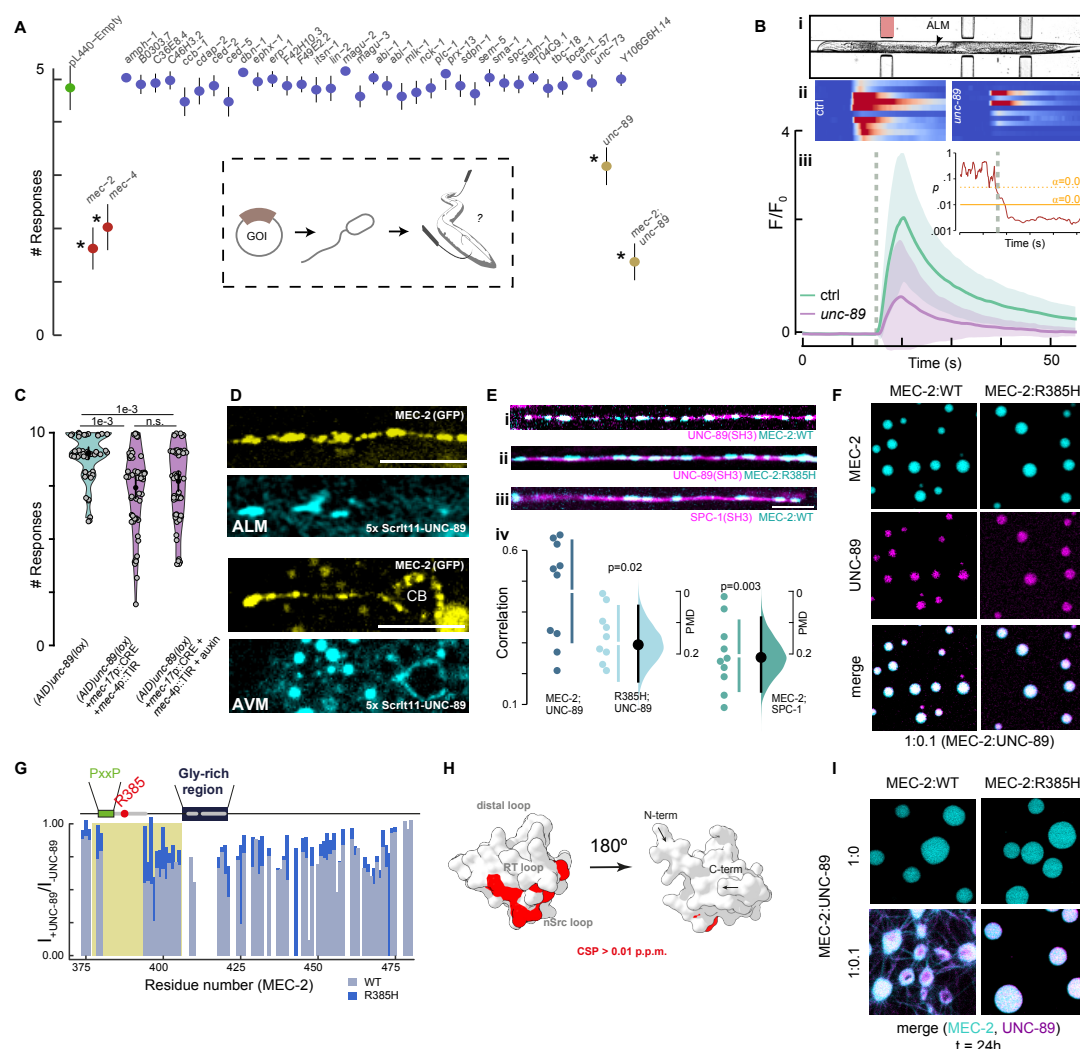 A
pL440-Empty
amph-1
B0303.7
C36E8.4
C46H3.2
ccb-1
cdap-2
ced-2
ced-5
dbn-1
ephx-1
erp-1
F42H10.3
F49E2.2
itsn-1
lin-2
magu-2
magu-3
abi-1
abl-1
mlk-1
nck-1
plc-1
prx-13
sdpn-1
sem-5
sma-1
spc-1
stam-1
T04C9.1
tbc-18
toca-1
unc-57
unc-73
Y106G6H.14
5
0
# Responses
mec-2
mec-4
*
*
unc-89
*
mec-2;
unc-89
*
GOI
?
B
i
ALM
ii
ctrl
unc-89
iii
4
0
F/F0
0
50
Time (s)
ctrl
unc-89
1
.1
p
.01
.001
α=0.0
α=0.0
Time (s)
C
1e-3
1e-3
n.s.
10
0
# Responses
(AID)unc-89(lox)
(AID)unc-89(lox)
+mec-17p::CRE
+mec-4p::TIR
(AID)unc-89(lox)
+mec-17p::CRE +
mec-4p::TIR + auxin
D
MEC-2 (GFP)
ALM
5x Scrlt11-UNC-89
MEC-2 (GFP)
CB
AVM
5x Scrlt11-UNC-89
E
i
UNC-89(SH3) MEC-2:WT
ii
UNC-89(SH3) MEC-2:R385H
iii
SPC-1(SH3) MEC-2:WT
iv
0.6
0.1
Correlation
p=0.02
p=0.003
0
0.2
PMD
0
0.2
PMD
MEC-2;
UNC-89
R385H;
UNC-89
MEC-2;
SPC-1
F
MEC-2:WT
MEC-2:R385H
MEC-2
UNC-89
merge
1:0.1 (MEC-2:UNC-89)
G
PxxP
R385
Gly-rich
region
1.00
0.00
I+UNC-89/I-UNC-89
375
400
425
450
475
Residue number (MEC-2)
WT
R385H
H
distal loop
RT loop
nSrc loop
180º
N-term
C-term
CSP > 0.01 p.p.m.
I
MEC-2:WT
MEC-2:R385H
MEC-2:UNC-89
1:0
1:0.1
merge (MEC-2, UNC-89)
t = 24h